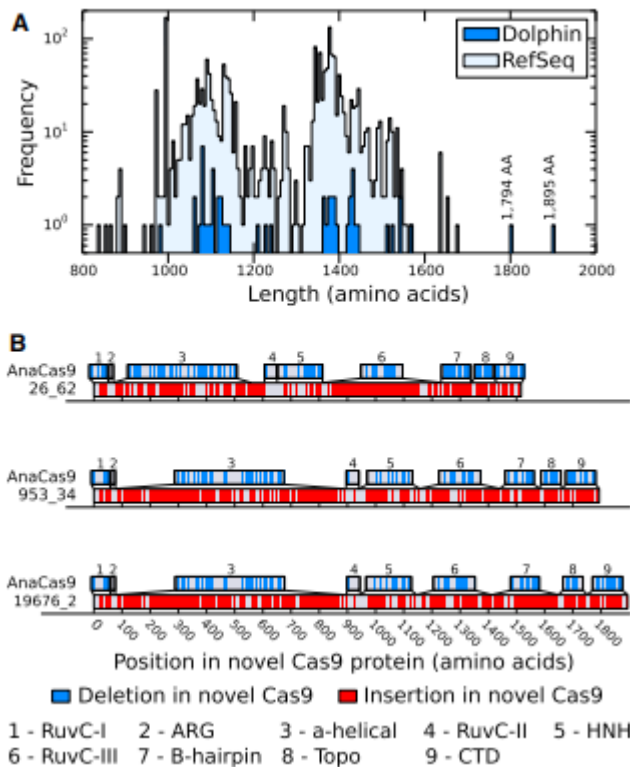 A
Dolphin
RefSeq
Frequency
10²
10¹
10⁰
1,794 AA
1,895 AA
800 1000 1200 1400 1600 1800 2000
Length (amino acids)
B
1 2 3 4 5 6 7 8 9
AnaCas9
26_62
1 2 3 4 5 6 7 8 9
AnaCas9
953_34
1 2 3 4 5 6 7 8 9
AnaCas9
19676_2
0 100 200 300 400 500 600 700 800 900 1000 1100 1200 1300 1400 1500 1600 1700 1800
Position in novel Cas9 protein (amino acids)
Deletion in novel Cas9 Insertion in novel Cas9
1 - RuvC-I 2 - ARG 3 - a-helical 4 - RuvC-II 5 - HNH
6 - RuvC-III 7 - B-hairpin 8 - Topo 9 - CTD